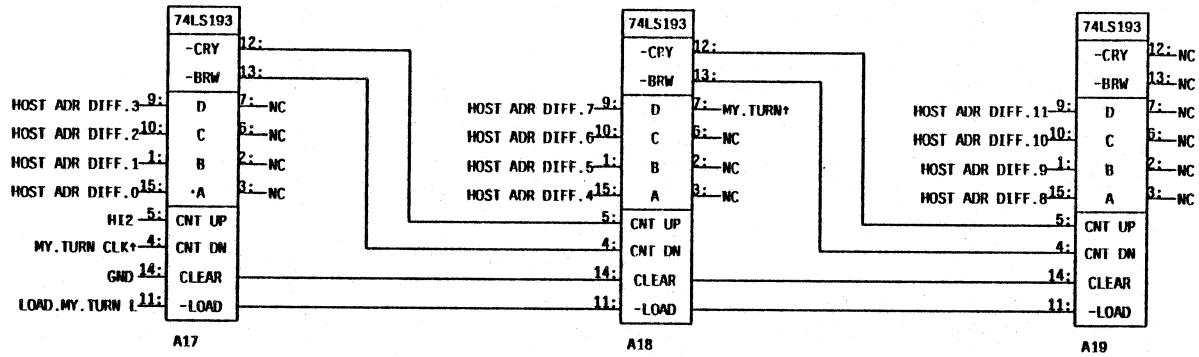 74LS193
-CRY 12:
-BRW 13:
HOST ADR DIFF.3 9: D 7: NC
HOST ADR DIFF.2 10: C 6: NC
HOST ADR DIFF.1 1: B 2: NC
HOST ADR DIFF.0 15: A 3: NC
HI2 5: CNT UP
MY.TURN CLK↑ 4: CNT DN
GND 14: CLEAR
LOAD.MY.TURN L 11: -LOAD
A17
74LS193
-CRY 12:
-BRW 13:
HOST ADR DIFF.7 9: D 7: MY.TURN↑
HOST ADR DIFF.6 10: C 6: NC
HOST ADR DIFF.5 1: B 2: NC
HOST ADR DIFF.4 15: A 3: NC
5: CNT UP
4: CNT DN
14: CLEAR
11: -LOAD
A18
74LS193
-CRY 12: NC
-BRW 13: NC
HOST ADR DIFF.11 9: D 7: NC
HOST ADR DIFF.10 10: C 6: NC
HOST ADR DIFF.9 1: B 2: NC
HOST ADR DIFF.8 15: A 3: NC
5: CNT UP
4: CNT DN
14: CLEAR
11: -LOAD
A19